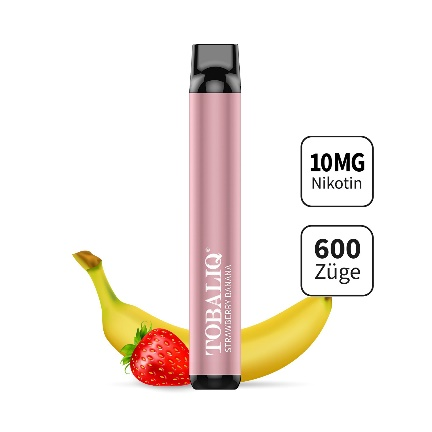 TOBALIQ®
STRAWBERRY BANANA
10MG
Nikotin
600
Züge